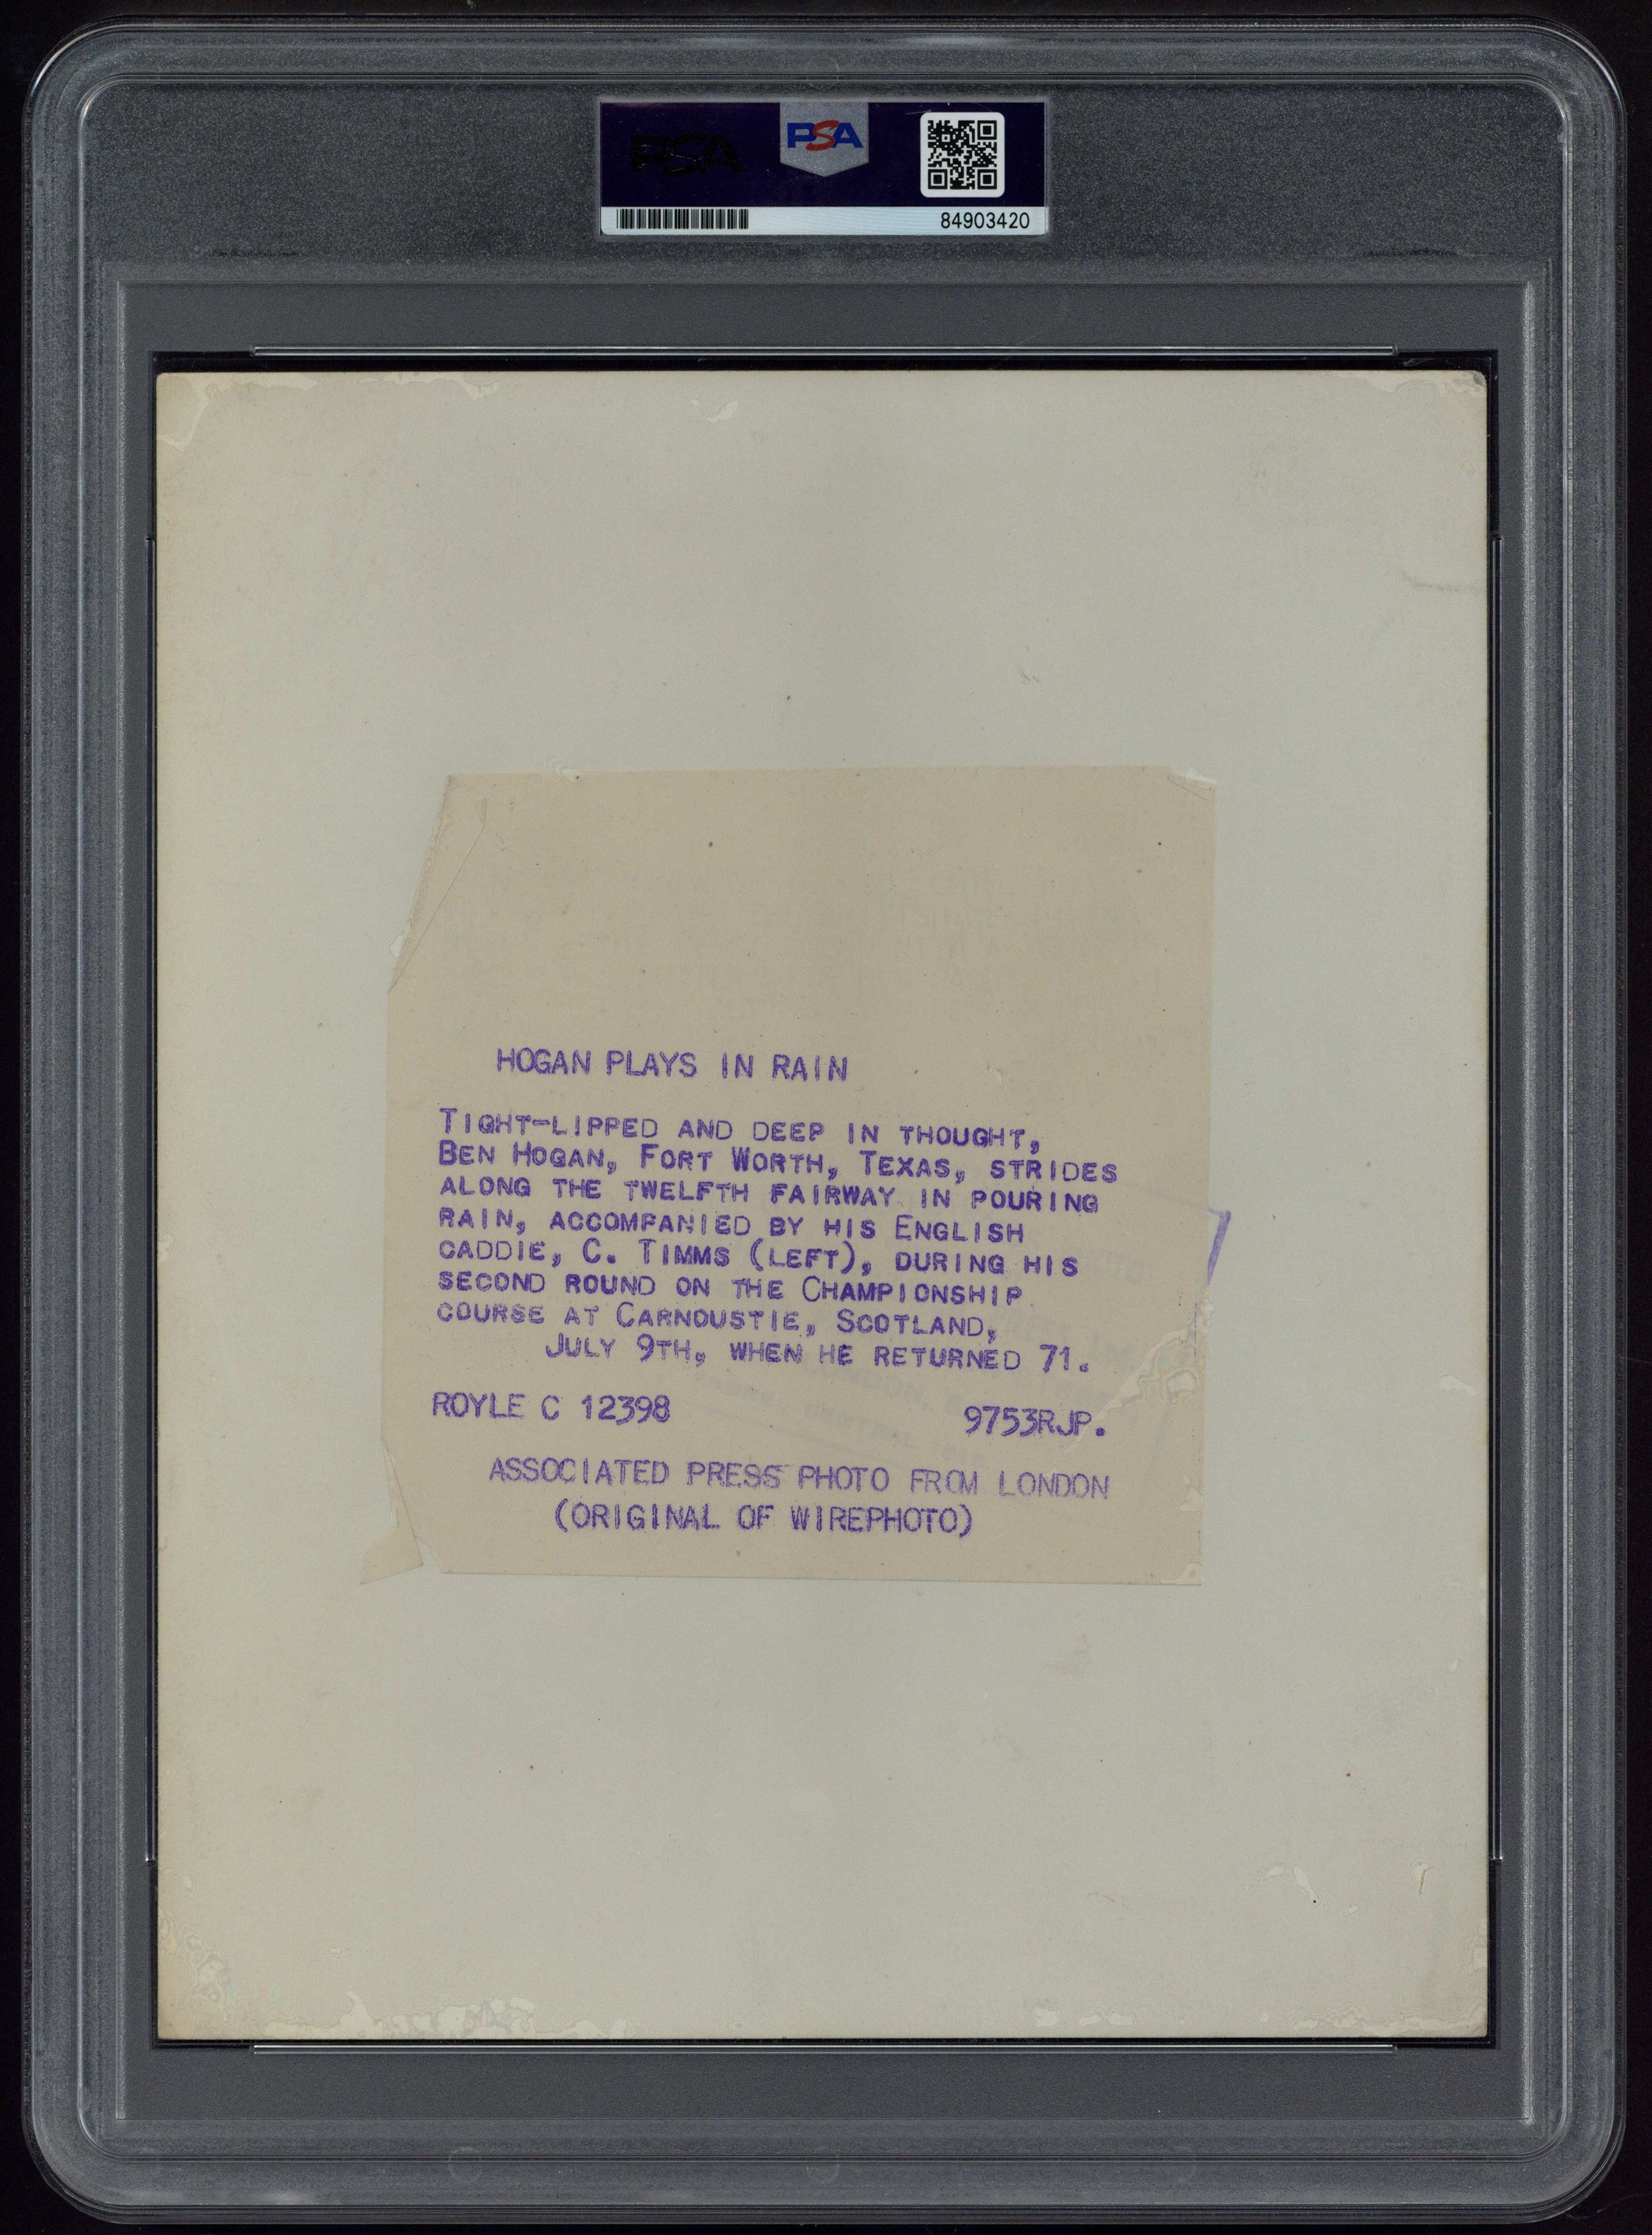 PSA
PSA
84903420
HOGAN PLAYS IN RAIN
TIGHT-LIPPED AND DEEP IN THOUGHT,
BEN HOGAN, FORT WORTH, TEXAS, STRIDES
ALONG THE TWELFTH FAIRWAY IN POURING
RAIN, ACCOMPANIED BY HIS ENGLISH
CADDIE, C. TIMMS (LEFT), DURING HIS
SECOND ROUND ON THE CHAMPIONSHIP
COURSE AT CARNOUSTIE, SCOTLAND,
JULY 9TH, WHEN HE RETURNED 71.
ROYLE C 12398 9753RJP.
ASSOCIATED PRESS PHOTO FROM LONDON
(ORIGINAL OF WIREPHOTO)